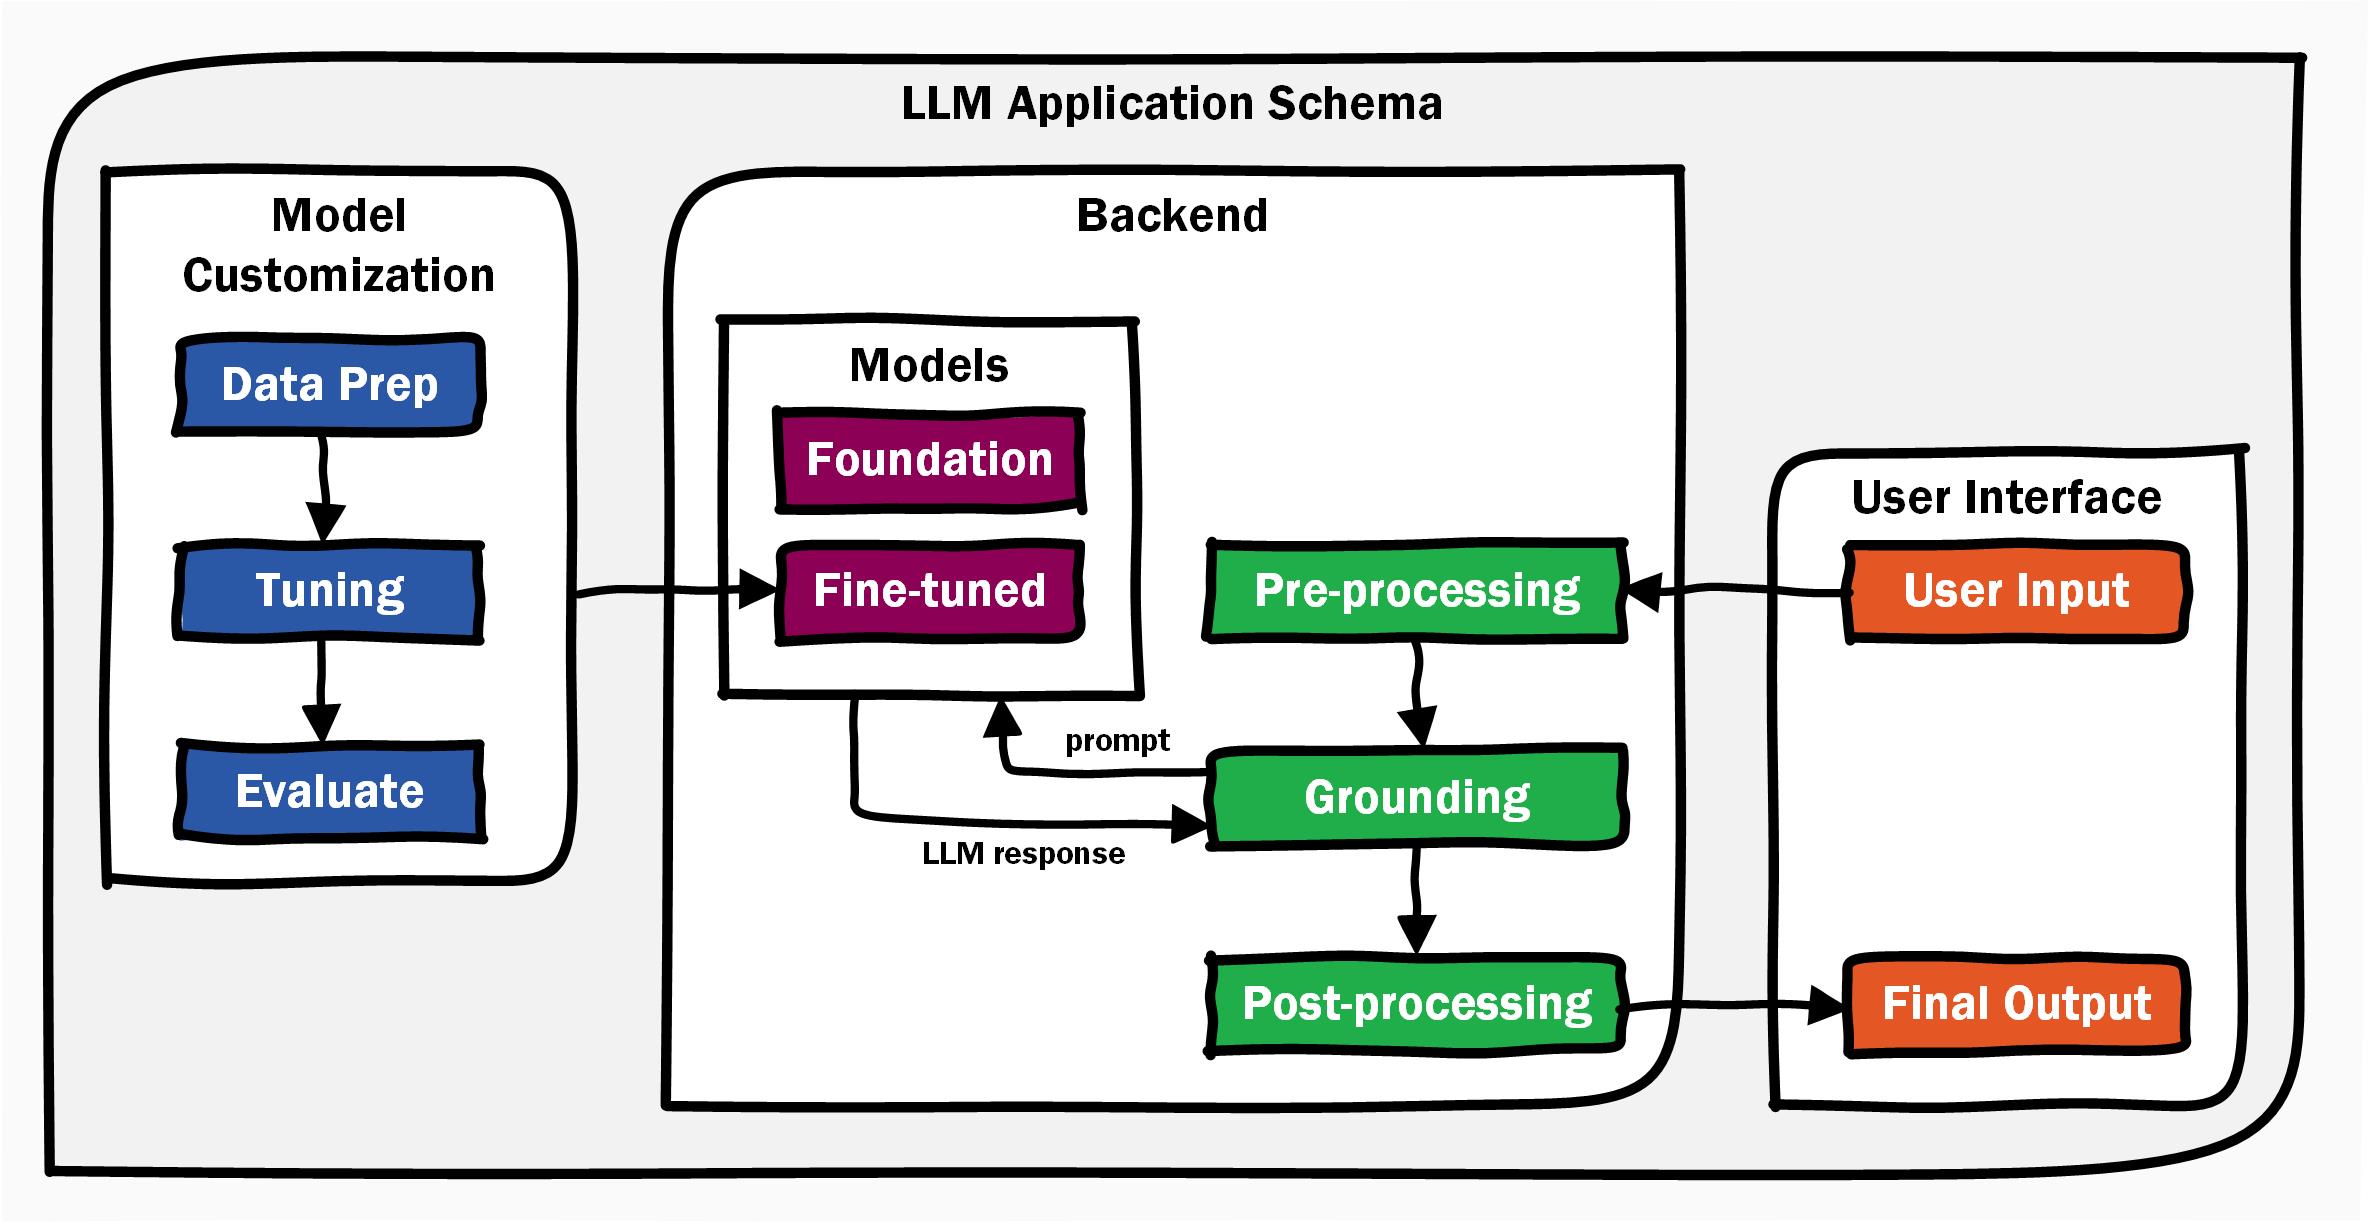 LLM Application Schema
Model
Customization
Data Prep
Tuning
Evaluate
Backend
Models
Foundation
Fine-tuned
prompt
LLM response
Pre-processing
Grounding
Post-processing
User Interface
User Input
Final Output